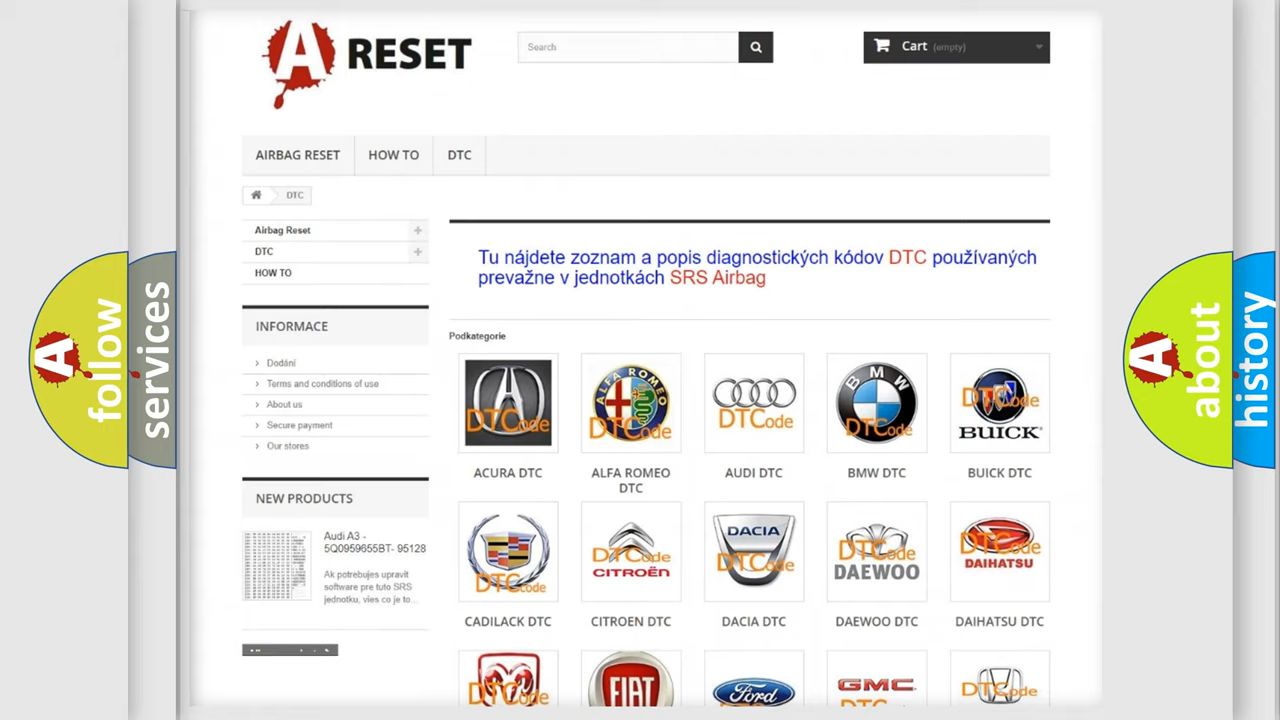 A RESET
Search
Cart (empty)
AIRBAG RESET
HOW TO
DTC
DTC
Airbag Reset
DTC
HOW TO
INFORMACE
Dodání
Terms and conditions of use
About us
Secure payment
Our stores
NEW PRODUCTS
Audi A3 -
5Q0959655BT- 95128
Ak potrebujes upravit
software pre tuto SRS
jednotku, vies co je to...
Tu nájdete zoznam a popis diagnostických kódov DTC používaných
prevažne v jednotkách SRS Airbag
Podkategorie
DTCode
ALFA ROMEO
DTCode
DTCode
BMW
DTCode
DTCode
BUICK
ACURA DTC
ALFA ROMEO
DTC
AUDI DTC
BMW DTC
BUICK DTC
DTCode
DTCode
CITROËN
DACIA
DTCode
DTCode
DAEWOO
DTCode
DAIHATSU
CADILACK DTC
CITROEN DTC
DACIA DTC
DAEWOO DTC
DAIHATSU DTC
DTCode
FIAT
Ford
GMC
DTCode
A follow
services
A about
history